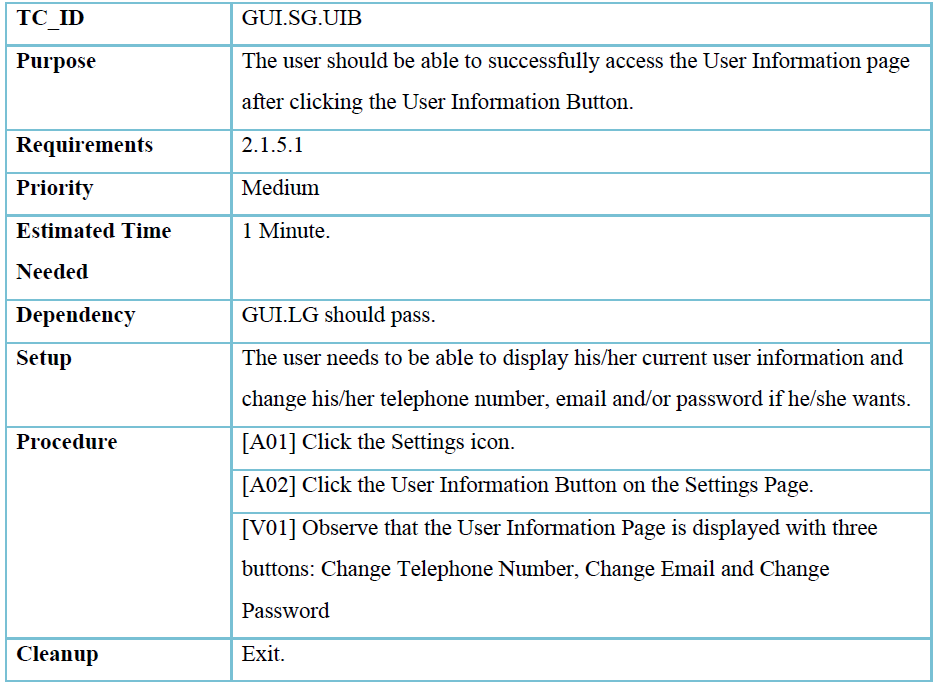 TC_ID
GUI.SG.UIB
Purpose
The user should be able to successfully access the User Information page
after clicking the User Information Button.
Requirements
2.1.5.1
Priority
Medium
Estimated Time
Needed
1 Minute.
Dependency
GUI.LG should pass.
Setup
The user needs to be able to display his/her current user information and
change his/her telephone number, email and/or password if he/she wants.
Procedure
[A01] Click the Settings icon.
[A02] Click the User Information Button on the Settings Page.
[V01] Observe that the User Information Page is displayed with three
buttons: Change Telephone Number, Change Email and Change
Password
Cleanup
Exit.